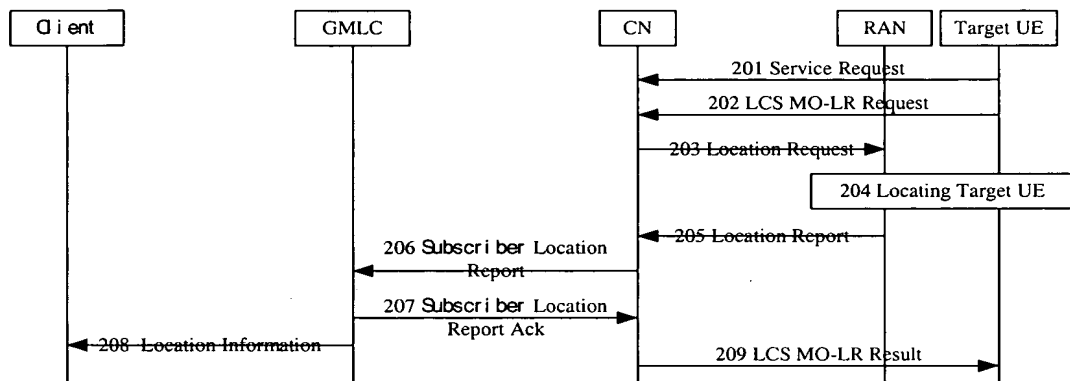 Client
GMLC
CN
RAN
Target UE
201 Service Request
202 LCS MO-LR Request
203 Location Request
204 Locating Target UE
205 Location Report
206 Subscriber Location
Report
207 Subscriber Location
Report Ack
208 Location Information
209 LCS MO-LR Result